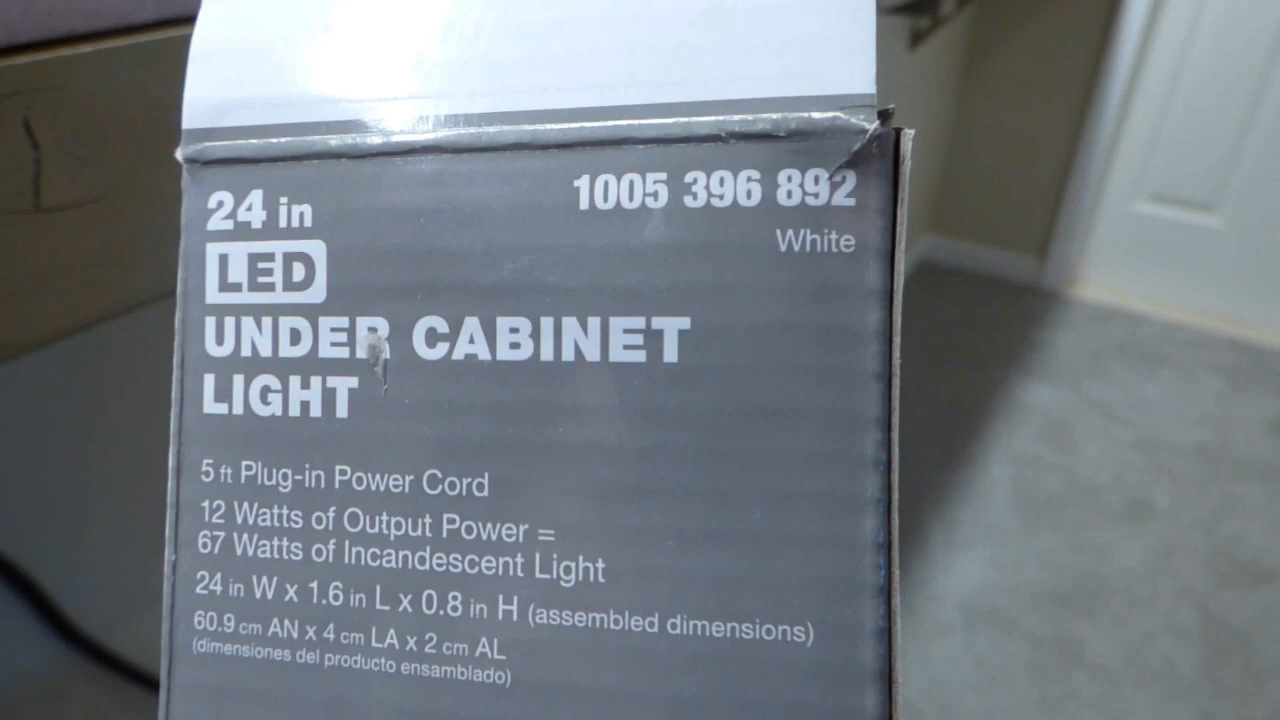 24 in
1005 396 892
White
LED
UNDER CABINET
LIGHT
5 ft Plug-in Power Cord
12 Watts of Output Power =
67 Watts of Incandescent Light
24 in W x 1.6 in L x 0.8 in H (assembled dimensions)
60.9 cm AN x 4 cm LA x 2 cm AL
(dimensiones del producto ensamblado)